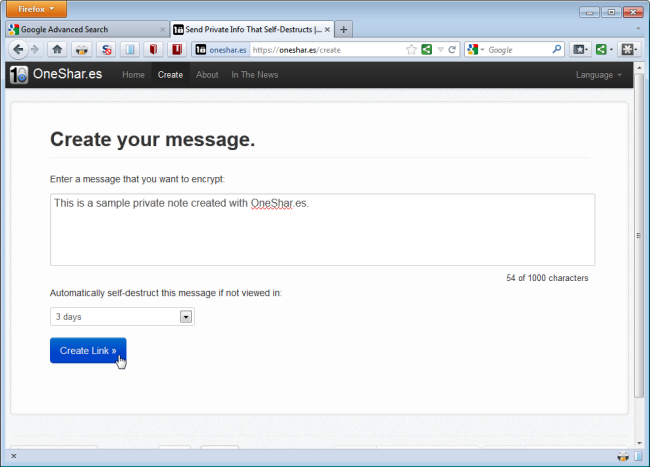 Firefox
Google Advanced Search
Send Private Info That Self-Destructs |...
oneshar.es
https://oneshar.es/create
Google
OneShar.es
Home
Create
About
In The News
Language
Create your message.
Enter a message that you want to encrypt:
This is a sample private note created with OneShar.es.
54 of 1000 characters
Automatically self-destruct this message if not viewed in:
3 days
Create Link »